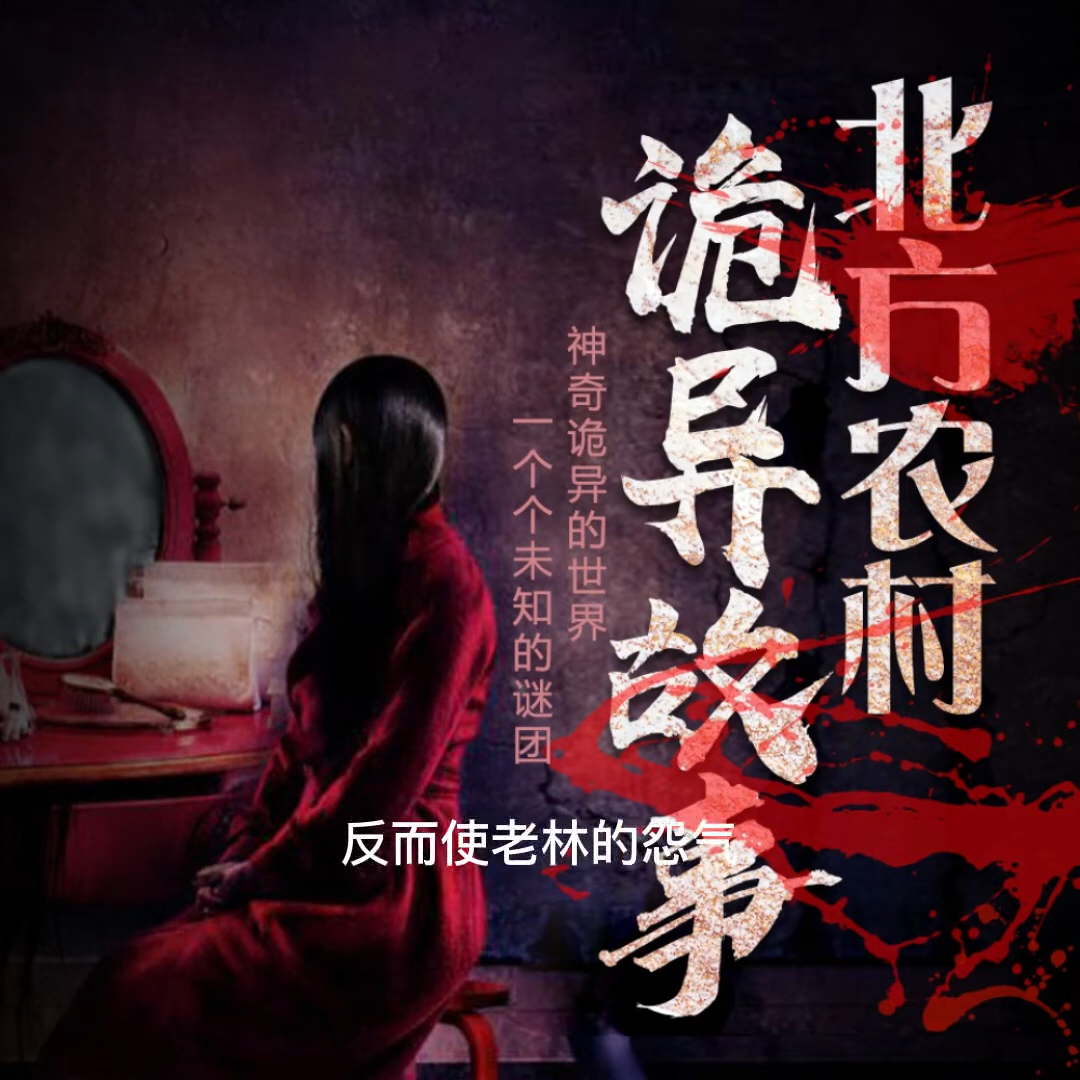 北方农村
诡异故事
神奇诡异的世界
一个个未知的谜团
反而使老林的怨气